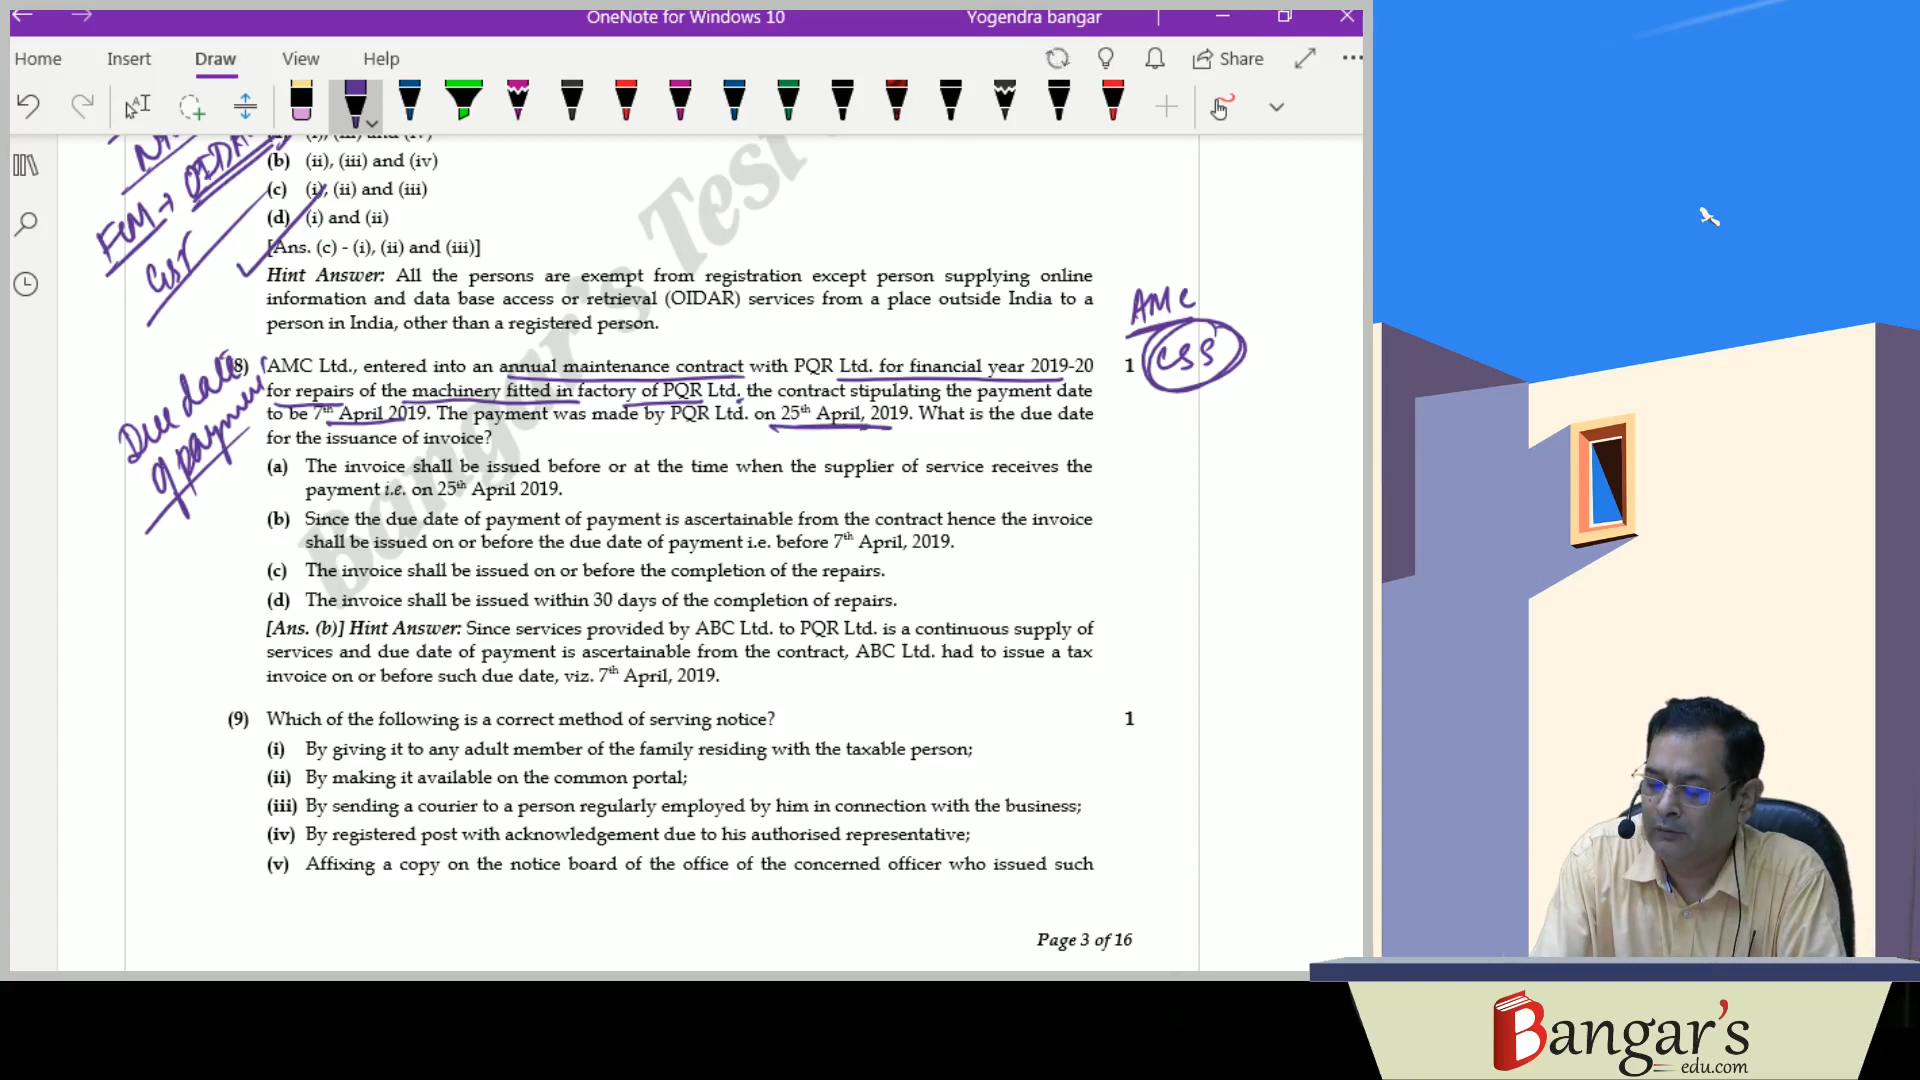 OneNote for Windows 10
Yogendra bangar
Home Insert Draw View Help
Share
(b) (ii), (iii) and (iv)
(c) (i), (ii) and (iii)
(d) (i) and (ii)
[Ans. (c) - (i), (ii) and (iii)]
Hint Answer: All the persons are exempt from registration except person supplying online
information and data base access or retrieval (OIDAR) services from a place outside India to a
person in India, other than a registered person.
FCM → OIDAR
GST
AMC
CSS
Due date
of payment
8) AMC Ltd., entered into an annual maintenance contract with PQR Ltd. for financial year 2019-20 1
for repairs of the machinery fitted in factory of PQR Ltd. the contract stipulating the payment date
to be 7th April 2019. The payment was made by PQR Ltd. on 25th April, 2019. What is the due date
for the issuance of invoice?
(a) The invoice shall be issued before or at the time when the supplier of service receives the
payment i.e. on 25th April 2019.
(b) Since the due date of payment of payment is ascertainable from the contract hence the invoice
shall be issued on or before the due date of payment i.e. before 7th April, 2019.
(c) The invoice shall be issued on or before the completion of the repairs.
(d) The invoice shall be issued within 30 days of the completion of repairs.
[Ans. (b)] Hint Answer: Since services provided by ABC Ltd. to PQR Ltd. is a continuous supply of
services and due date of payment is ascertainable from the contract, ABC Ltd. had to issue a tax
invoice on or before such due date, viz. 7th April, 2019.
(9) Which of the following is a correct method of serving notice? 1
(i) By giving it to any adult member of the family residing with the taxable person;
(ii) By making it available on the common portal;
(iii) By sending a courier to a person regularly employed by him in connection with the business;
(iv) By registered post with acknowledgement due to his authorised representative;
(v) Affixing a copy on the notice board of the office of the concerned officer who issued such
Page 3 of 16
Bangar's Test
Bangar's
edu.com